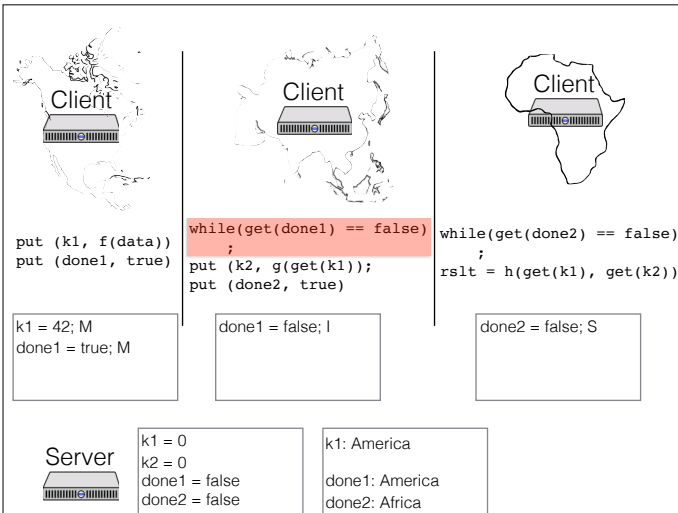 Client
Client
Client
put (k1, f(data))
put (done1, true)
while(get(done1) == false)
;
put (k2, g(get(k1));
put (done2, true)
while(get(done2) == false)
;
rslt = h(get(k1), get(k2))
k1 = 42; M
done1 = true; M
done1 = false; I
done2 = false; S
Server
k1 = 0
k2 = 0
done1 = false
done2 = false
k1: America
done1: America
done2: Africa